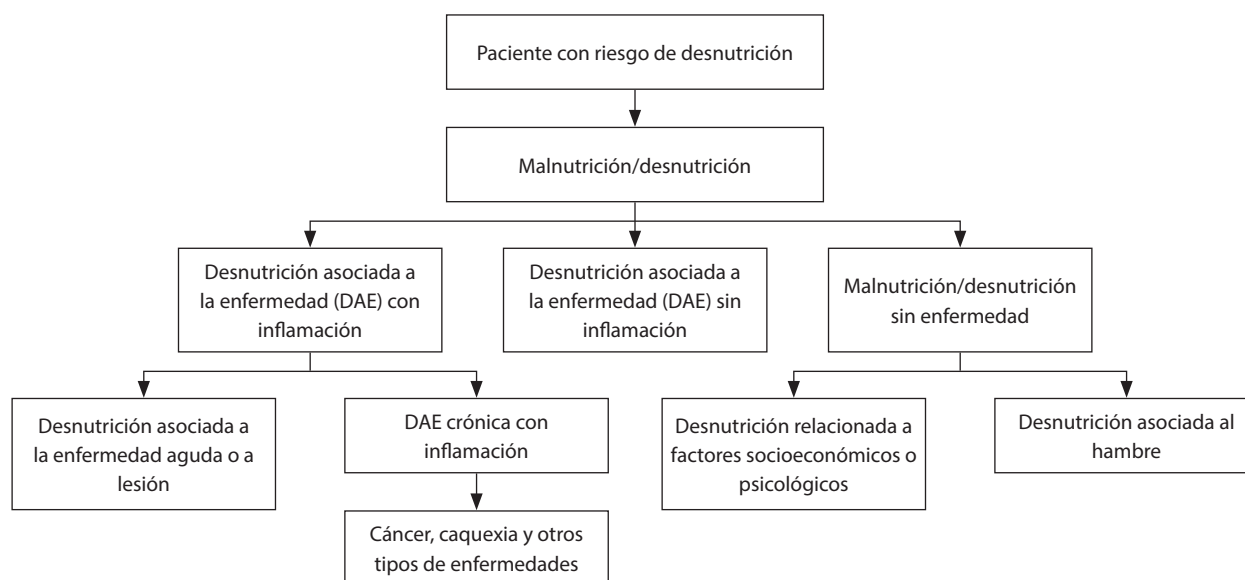 Paciente con riesgo de desnutrición
Malnutrición/desnutrición
Desnutrición asociada a
la enfermedad (DAE) con
inflamación
Desnutrición asociada a
la enfermedad (DAE) sin
inflamación
Malnutrición/desnutrición
sin enfermedad
Desnutrición asociada a
la enfermedad aguda o a
lesión
DAE crónica con
inflamación
Desnutrición relacionada a
factores socioeconómicos o
psicológicos
Desnutrición asociada al
hambre
Cáncer, caquexia y otros
tipos de enfermedades